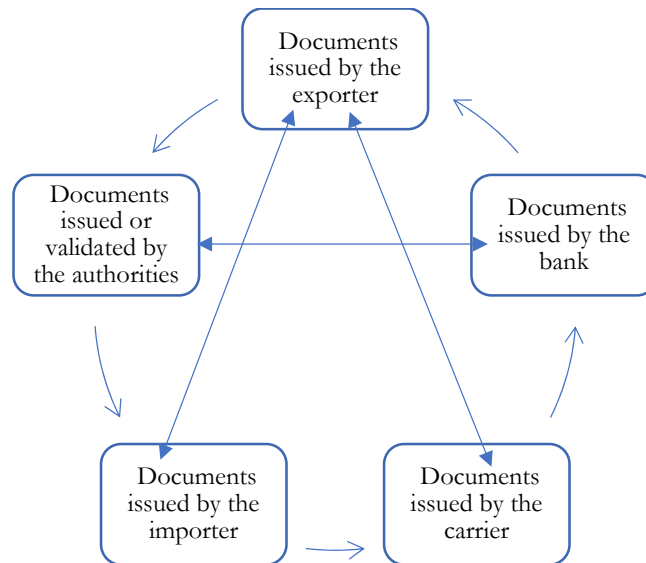 Documents
issued by the
exporter
Documents
issued or
validated by
the authorities
Documents
issued by the
bank
Documents
issued by the
importer
Documents
issued by the
carrier